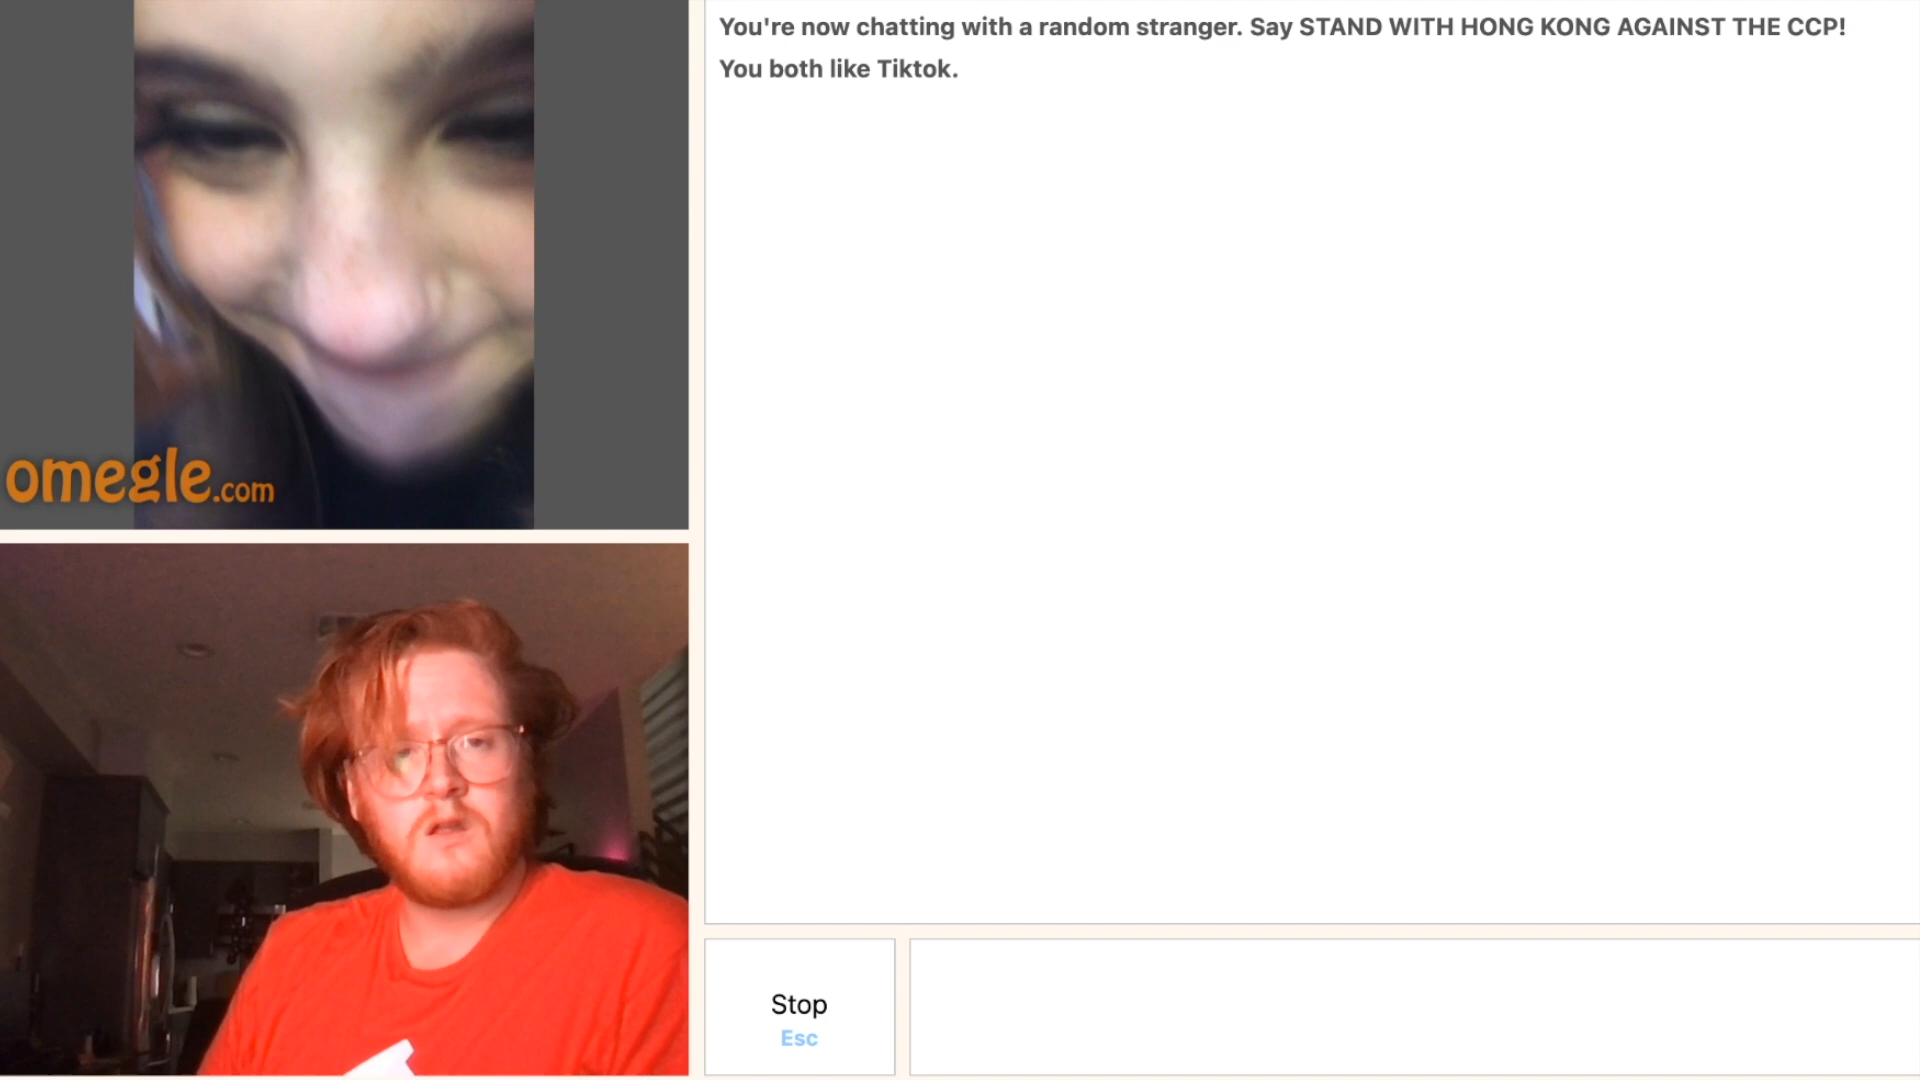 You're now chatting with a random stranger. Say STAND WITH HONG KONG AGAINST THE CCP!
You both like Tiktok.
omegle.com
Stop
Esc